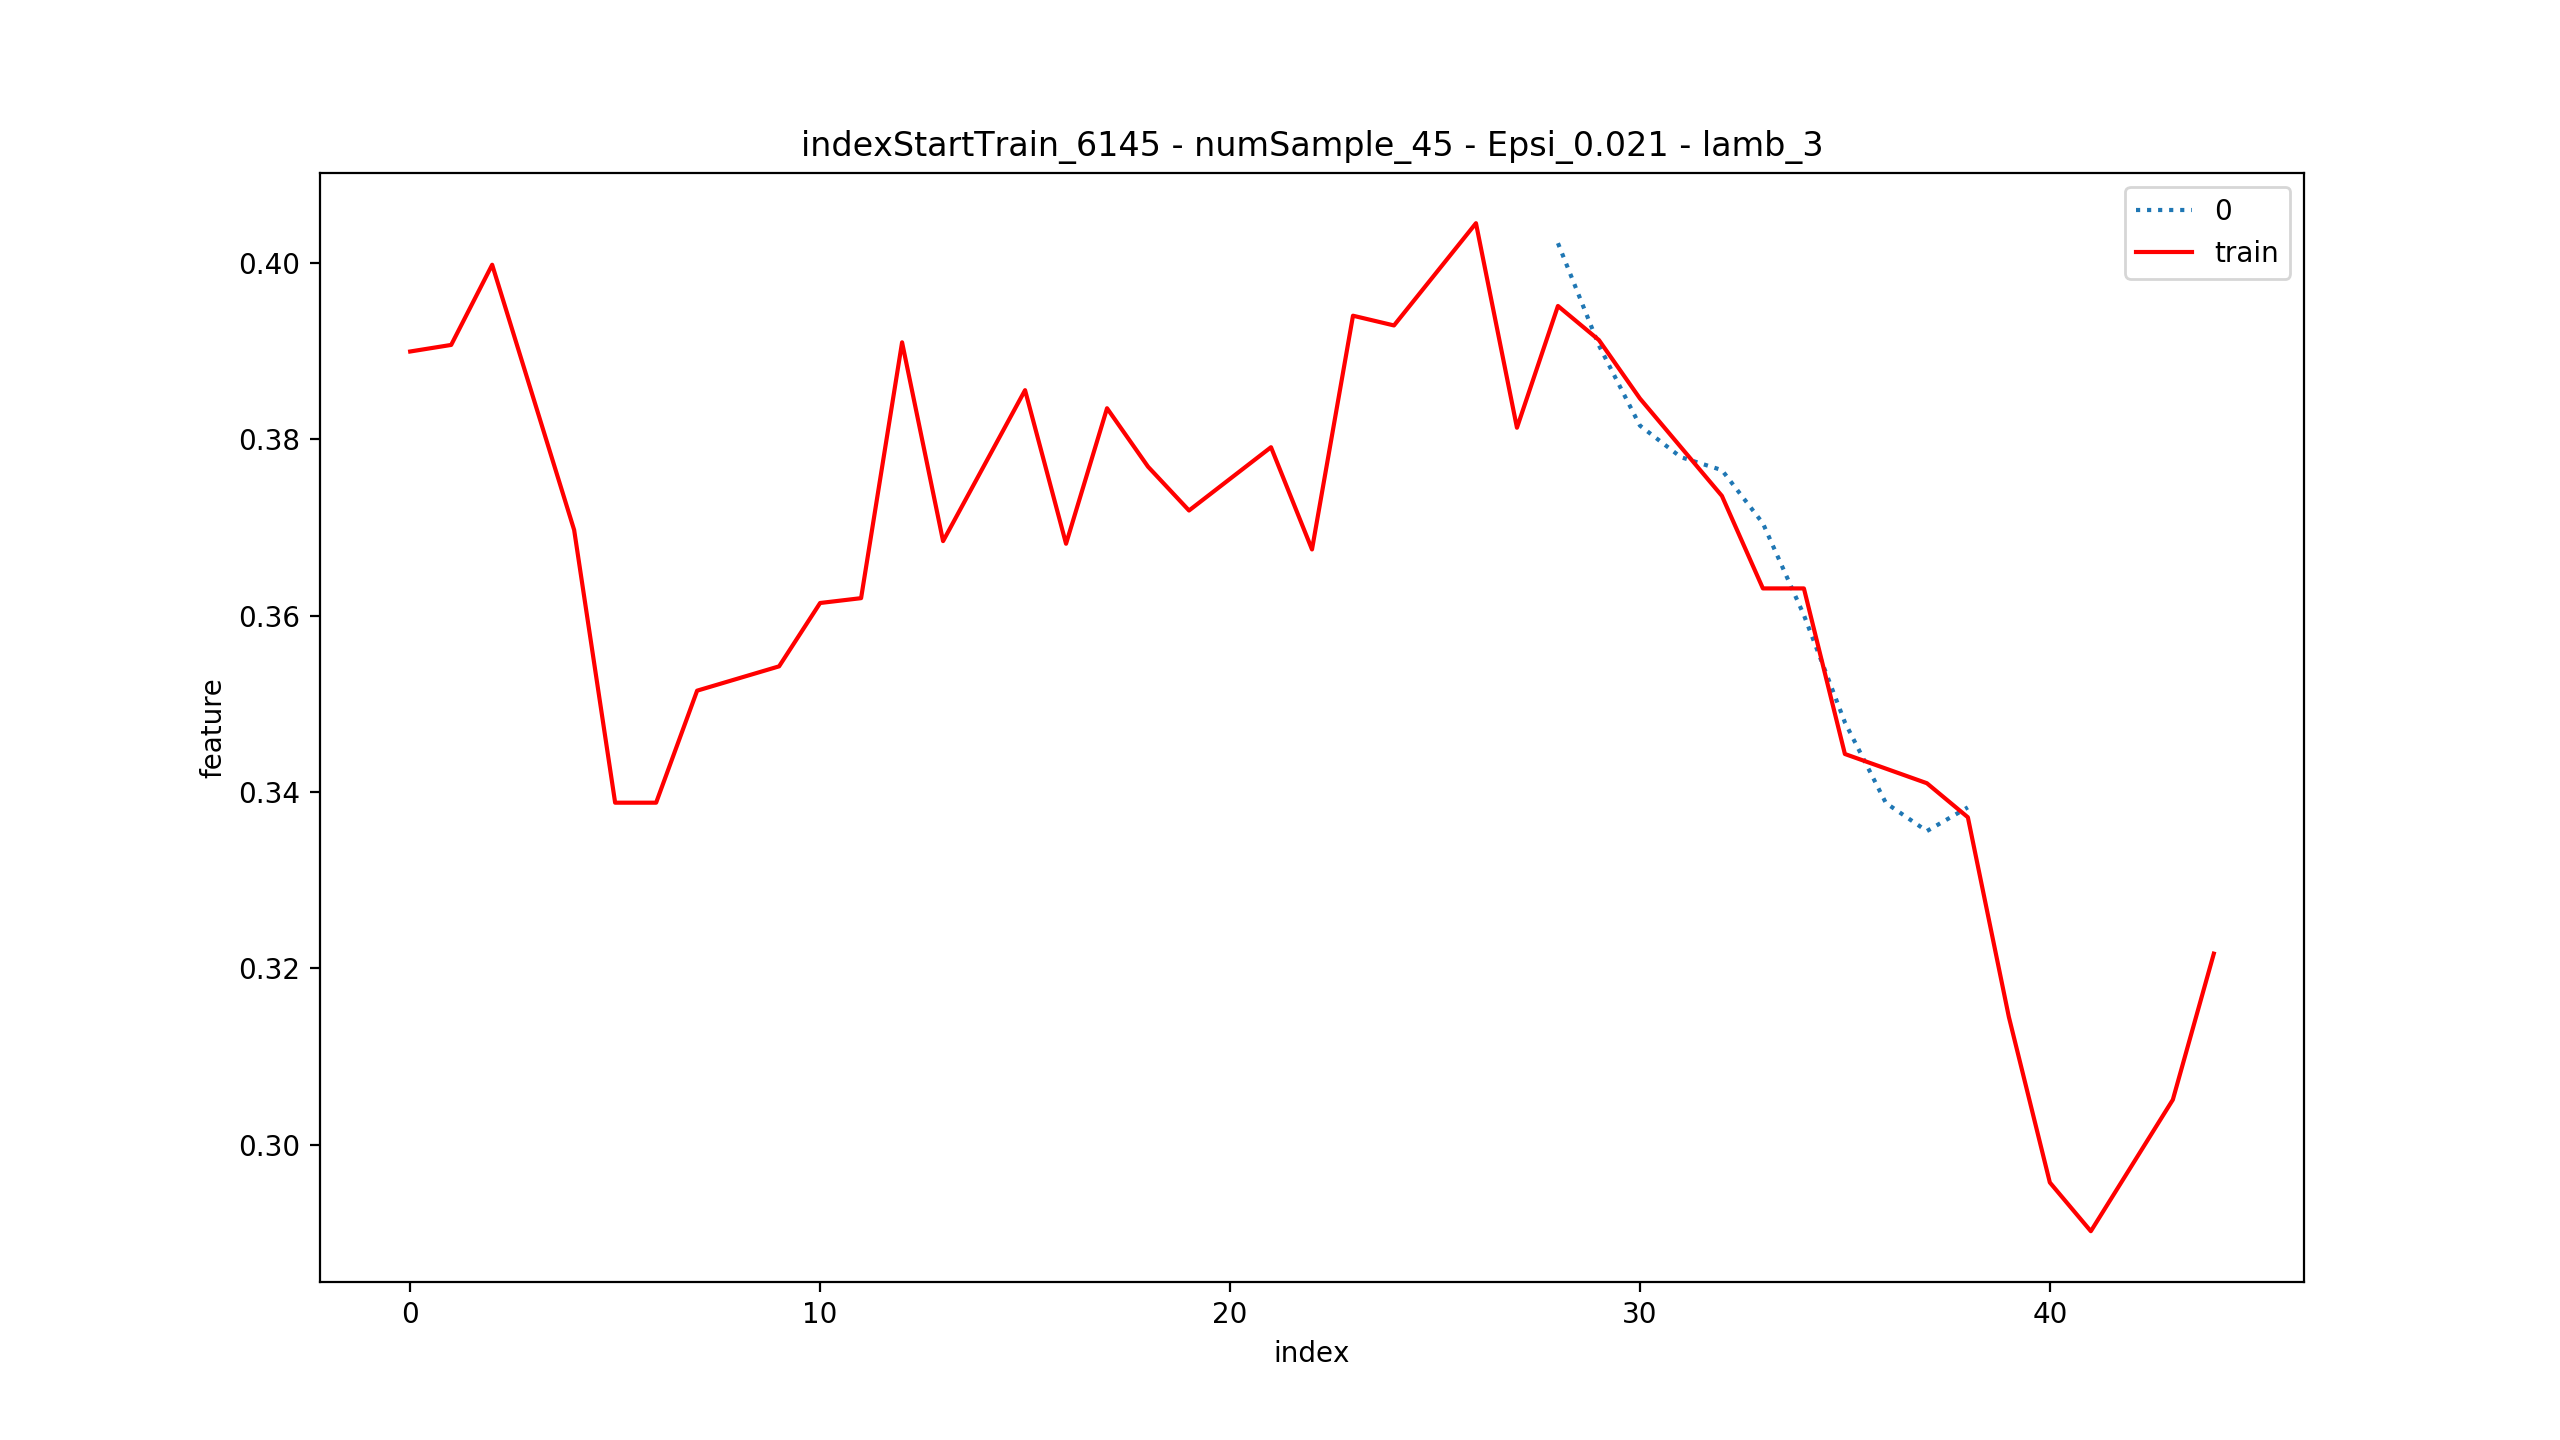 indexStartTrain_6145 - numSample_45 - Epsi_0.021 - lamb_3
0
train
0.40
0.38
0.36
0.34
0.32
0.30
feature
0 10 20 30 40
index